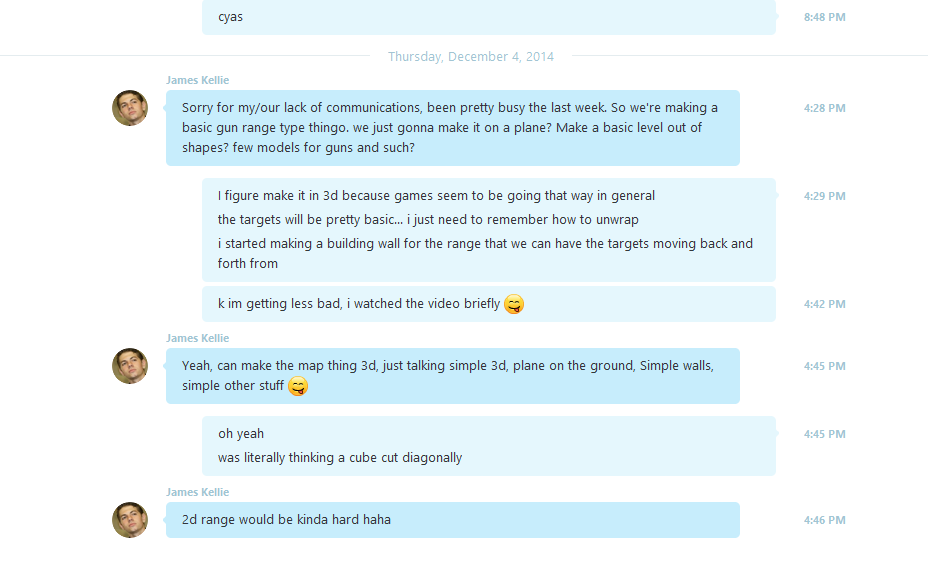 cyas
8:48 PM
Thursday, December 4, 2014
James Kellie
Sorry for my/our lack of communications, been pretty busy the last week. So we're making a
basic gun range type thingo. we just gonna make it on a plane? Make a basic level out of
shapes? few models for guns and such?
4:28 PM
I figure make it in 3d because games seem to be going that way in general
the targets will be pretty basic... i just need to remember how to unwrap
i started making a building wall for the range that we can have the targets moving back and
forth from
4:29 PM
k im getting less bad, i watched the video briefly
4:42 PM
James Kellie
Yeah, can make the map thing 3d, just talking simple 3d, plane on the ground, Simple walls,
simple other stuff
4:45 PM
oh yeah
was literally thinking a cube cut diagonally
4:45 PM
James Kellie
2d range would be kinda hard haha
4:46 PM